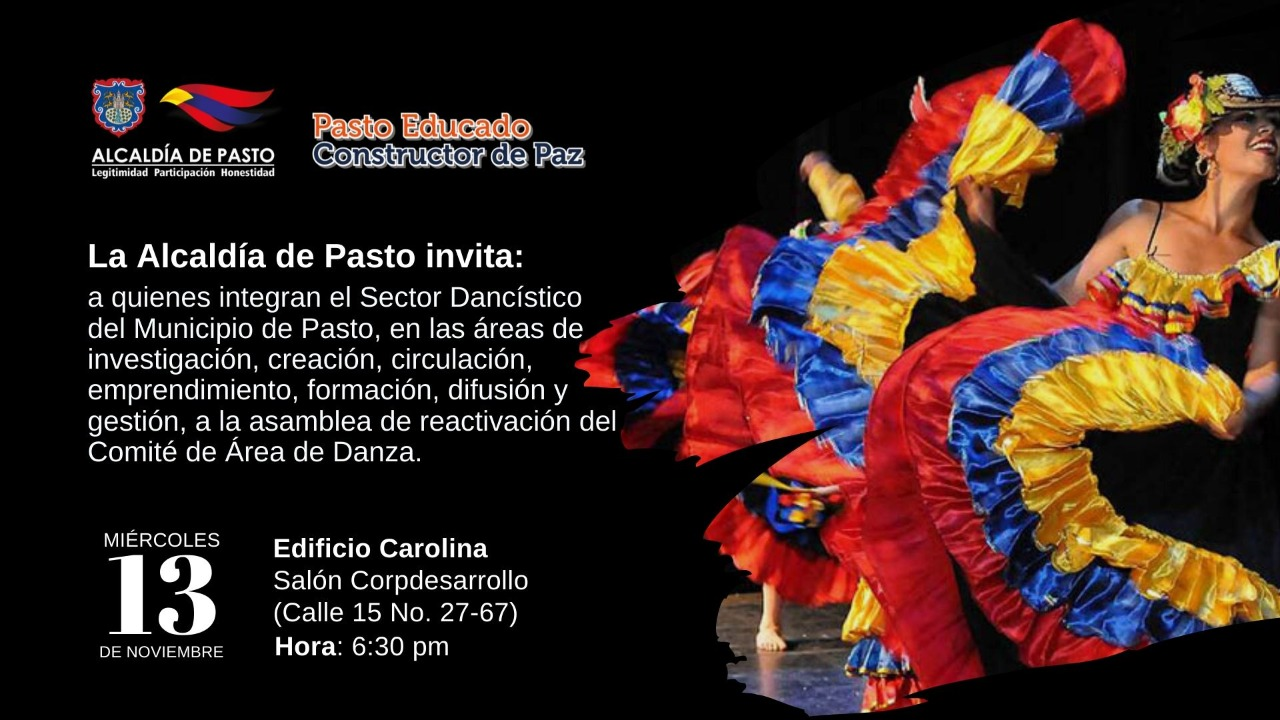 ALCALDÍA DE PASTO
Legitimidad Participación Honestidad
Pasto Educado
Constructor de Paz
La Alcaldía de Pasto invita:
a quienes integran el Sector Dancístico
del Municipio de Pasto, en las áreas de
investigación, creación, circulación,
emprendimiento, formación, difusión y
gestión, a la asamblea de reactivación del
Comité de Área de Danza.
MIÉRCOLES
13
DE NOVIEMBRE
Edificio Carolina
Salón Corpdesarrollo
(Calle 15 No. 27-67)
Hora: 6:30 pm